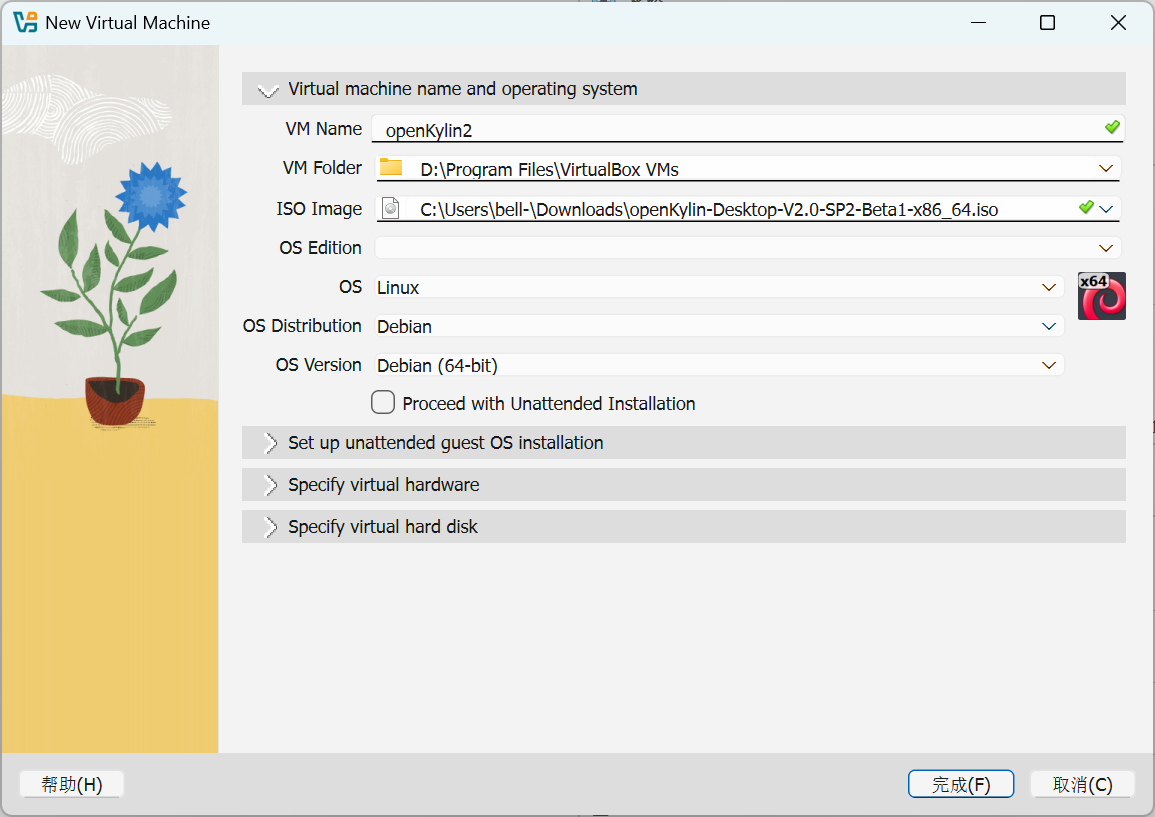 New Virtual Machine
Virtual machine name and operating system
VM Name openKylin2
VM Folder D:\Program Files\VirtualBox VMs
ISO Image C:\Users\bell-\Downloads\openKylin-Desktop-V2.0-SP2-Beta1-x86_64.iso
OS Edition
OS Linux
x64
OS Distribution Debian
OS Version Debian (64-bit)
Proceed with Unattended Installation
Set up unattended guest OS installation
Specify virtual hardware
Specify virtual hard disk
帮助(H) 完成(F) 取消(C)